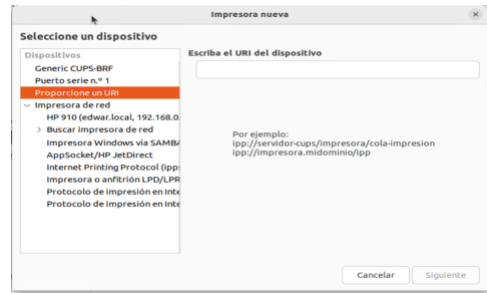 Impresora nueva
Seleccione un dispositivo
Dispositivos
Generic CUPS-BRF
Puerto serie n.º 1
Proporcione un URI
Impresora de red
HP 910 (edwar.local, 192.168.0.
Buscar impresora de red
Impresora Windows vía SAMBA
AppSocket/HP JetDirect
Internet Printing Protocol (ipp
Impresora o anfitrión LPD/LPR
Protocolo de impresión en Inte
Protocolo de impresión en Inte
Escriba el URI del dispositivo
Por ejemplo:
ipp://servidor-cups/impresora/cola-impresion
ipp://impresora.midominio/ipp
Cancelar
Siguiente